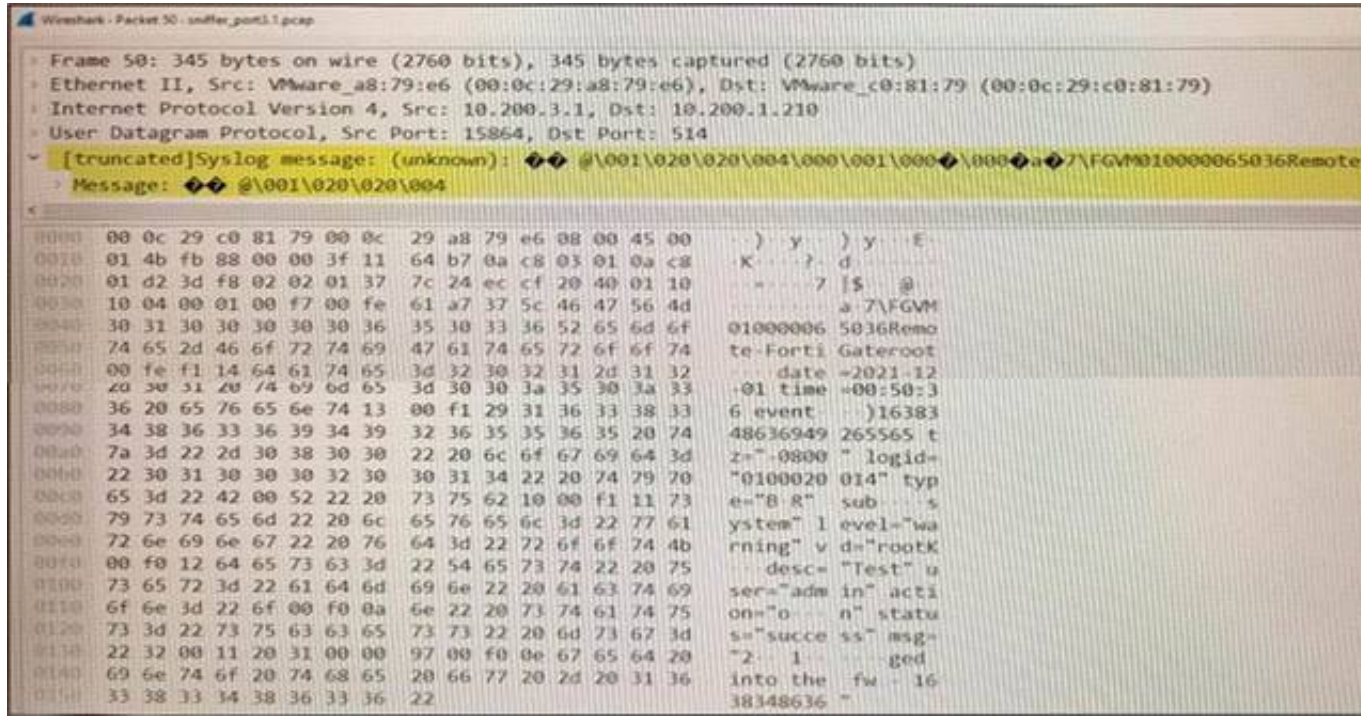 Wireshark - Packet 50 - sniffer_port3.1.pcap
Frame 50: 345 bytes on wire (2760 bits), 345 bytes captured (2760 bits)
Ethernet II, Src: VMware_a8:79:e6 (00:0c:29:a8:79:e6), Dst: VMware_c0:81:79 (00:0c:29:c0:81:79)
Internet Protocol Version 4, Src: 10.200.3.1, Dst: 10.200.1.210
User Datagram Protocol, Src Port: 15864, Dst Port: 514
[truncated]Syslog message: (unknown): �� @\001\020\020\004\000\001\000�\000�a�7\FGVM010000065036Remote
Message: �� @\001\020\020\004
0000 00 0c 29 c0 81 79 00 0c 29 a8 79 e6 08 00 45 00 ··)··y·· )·y···E·
0010 01 4b fb 88 00 00 3f 11 64 b7 0a c8 03 01 0a c8 ·K····?· d·······
0020 01 d2 3d f8 02 02 01 37 7c 24 ec cf 20 40 01 10 ··=····7 |$·· @··
0030 10 04 00 01 00 f7 00 fe 61 a7 37 5c 46 47 56 4d ········ a·7\FGVM
0040 30 31 30 30 30 30 30 36 35 30 33 36 52 65 6d 6f 01000006 5036Remo
0050 74 65 2d 46 6f 72 74 69 47 61 74 65 72 6f 6f 74 te-Forti Gateroot
0060 00 fe f1 14 64 61 74 65 3d 32 30 32 31 2d 31 32 ····date =2021-12
0070 2d 30 31 20 74 69 6d 65 3d 30 30 3a 35 30 3a 33 -01 time =00:50:3
0080 36 20 65 76 65 6e 74 13 00 f1 29 31 36 33 38 33 6 event· ··)16383
0090 34 38 36 33 36 39 34 39 32 36 35 35 36 35 20 74 48636949 265565 t
00a0 7a 3d 22 2d 30 38 30 30 22 20 6c 6f 67 69 64 3d z="-0800 " logid=
00b0 22 30 31 30 30 30 32 30 30 31 34 22 20 74 79 70 "0100020 014" typ
00c0 65 3d 22 42 00 52 22 20 73 75 62 10 00 f1 11 73 e="B·R"  sub····s
00d0 79 73 74 65 6d 22 20 6c 65 76 65 6c 3d 22 77 61 ystem" l evel="wa
00e0 72 6e 69 6e 67 22 20 76 64 3d 22 72 6f 6f 74 4b rning" v d="rootK
00f0 00 f0 12 64 65 73 63 3d 22 54 65 73 74 22 20 75 ···desc= "Test" u
0100 73 65 72 3d 22 61 64 6d 69 6e 22 20 61 63 74 69 ser="adm in" acti
0110 6f 6e 3d 22 6f 00 f0 0a 6e 22 20 73 74 61 74 75 on="o··· n" statu
0120 73 3d 22 73 75 63 63 65 73 73 22 20 6d 73 67 3d s="succe ss" msg=
0130 22 32 00 11 20 31 00 00 97 00 f0 0e 67 65 64 20 "2·· 1·· ····ged
0140 69 6e 74 6f 20 74 68 65 20 66 77 20 2d 20 31 36 into the  fw - 16
0150 33 38 33 34 38 36 33 36 22 38348636 "